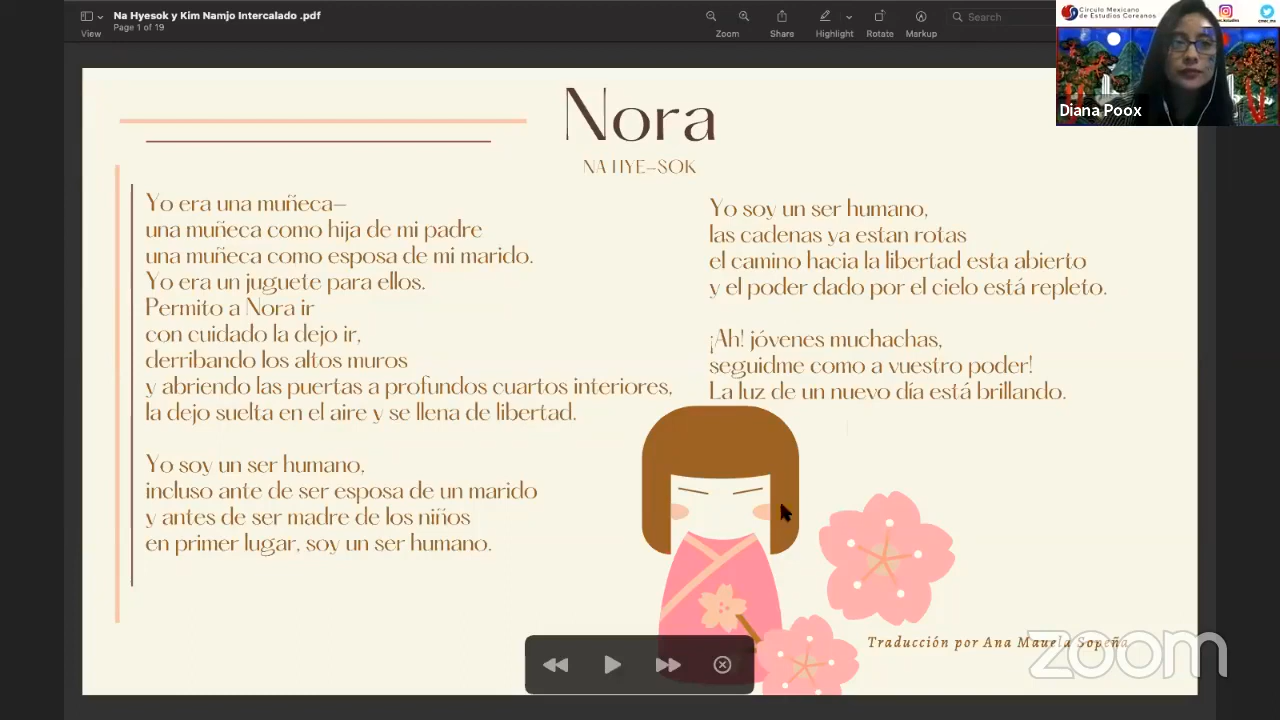 Na Hyesok y Kim Namjo Intercalado .pdf
Page 1 of 19
View
Zoom
Share
Highlight
Rotate
Markup
Search
Círculo Mexicano
de Estudios Coreanos
Diana Poox
Nora
NA HYE-SOK
Yo era una muñeca—
una muñeca como hija de mi padre
una muñeca como esposa de mi marido.
Yo era un juguete para ellos.
Permito a Nora ir
con cuidado la dejo ir,
derribando los altos muros
y abriendo las puertas a profundos cuartos interiores,
la dejo suelta en el aire y se llena de libertad.
Yo soy un ser humano,
incluso ante de ser esposa de un marido
y antes de ser madre de los niños
en primer lugar, soy un ser humano.
Yo soy un ser humano,
las cadenas ya estan rotas
el camino hacia la libertad esta abierto
y el poder dado por el cielo está repleto.
¡Ah! jóvenes muchachas,
seguidme como a vuestro poder!
La luz de un nuevo día está brillando.
Traducción por Ana Mauela Sopeña
zoom